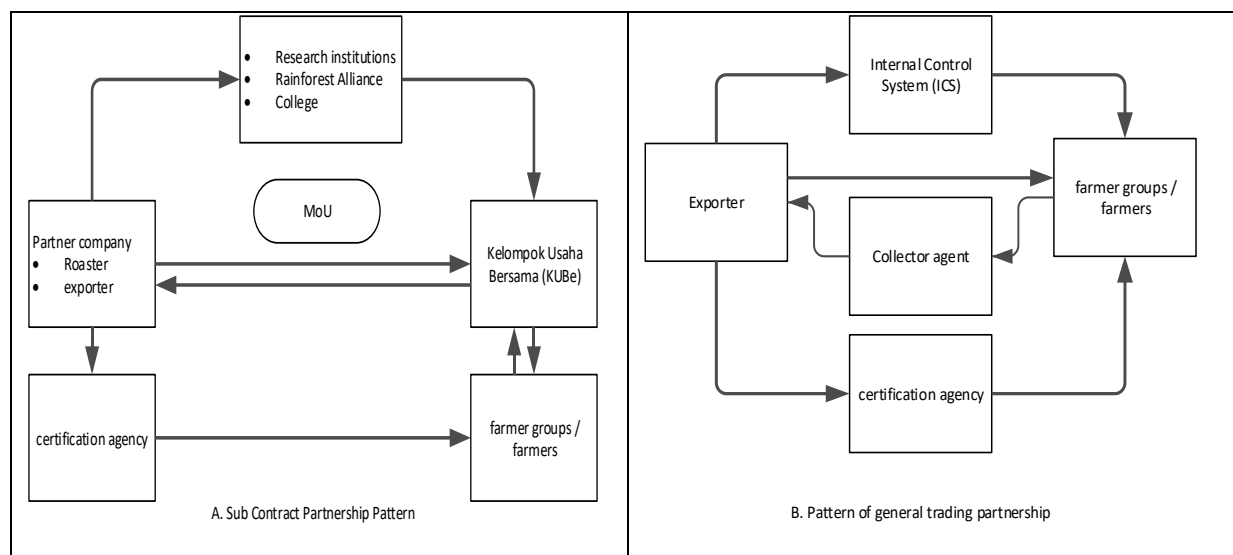 • Research institutions
• Rainforest Alliance
• College
MoU
Partner company
• Roaster
• exporter
Kelompok Usaha
Bersama (KUBe)
certification agency
farmer groups /
farmers
A. Sub Contract Partnership Pattern
Internal Control
System (ICS)
Exporter
farmer groups /
farmers
Collector agent
certification agency
B. Pattern of general trading partnership